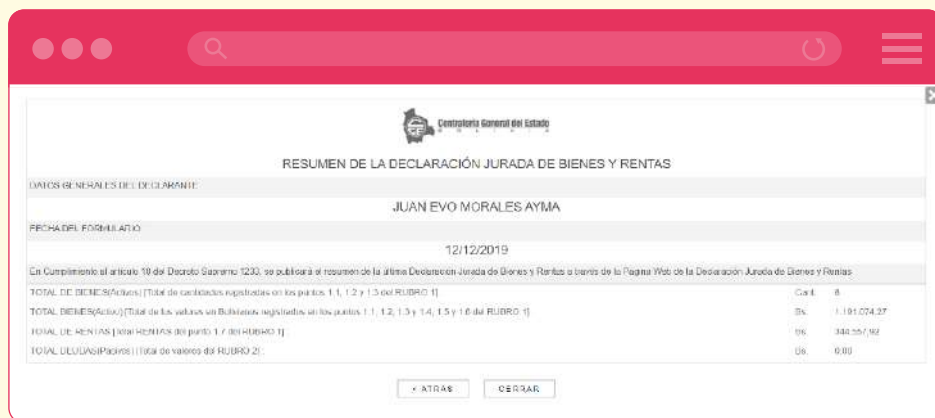 Contraloría General del Estado
BOLIVIA
RESUMEN DE LA DECLARACIÓN JURADA DE BIENES Y RENTAS
DATOS GENERALES DEL DECLARANTE
JUAN EVO MORALES AYMA
FECHA DEL FORMULARIO
12/12/2019
En Cumplimiento al artículo 18 del Decreto Supremo 1233, se publicará el resumen de la última Declaración Jurada de Bienes y Rentas a través de la Pagina Web de la Declaración Jurada de Bienes y Rentas
TOTAL DE BIENES(Activos) [Total de cantidades registradas en los puntos 1.1, 1.2 y 1.3 del RUBRO 1] Cant.
TOTAL BIENES(Activo) [Total de los valores en Bolivianos registrados en los puntos 1.1, 1.2, 1.3 y 1.4, 1.5 y 1.6 del RUBRO 1] Bs. 1.191.074,27
TOTAL DE RENTAS [Total RENTAS del punto 1.7 del RUBRO 1] : Bs. 344.557,92
TOTAL DEUDAS(Pasivos) [Total de valores del RUBRO 2] : Bs. 0,00
< ATRAS CERRAR